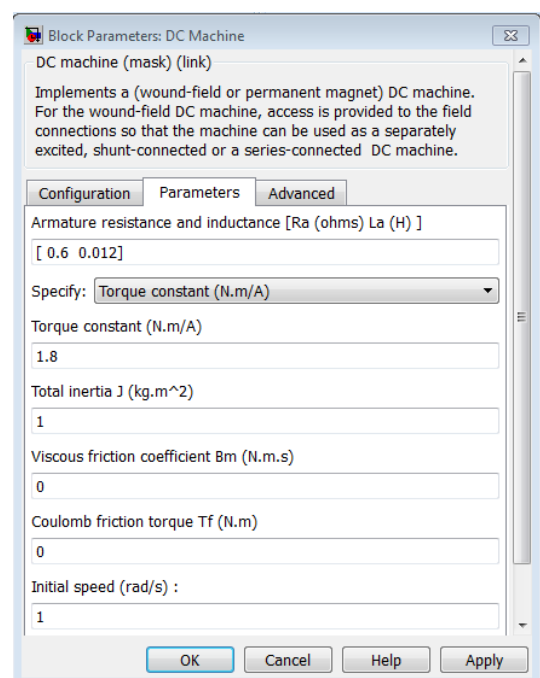 Block Parameters: DC Machine
DC machine (mask) (link)
Implements a (wound-field or permanent magnet) DC machine.
For the wound-field DC machine, access is provided to the field
connections so that the machine can be used as a separately
excited, shunt-connected or a series-connected DC machine.
Configuration Parameters Advanced
Armature resistance and inductance [Ra (ohms) La (H) ]
[ 0.6 0.012]
Specify: Torque constant (N.m/A)
Torque constant (N.m/A)
1.8
Total inertia J (kg.m^2)
1
Viscous friction coefficient Bm (N.m.s)
0
Coulomb friction torque Tf (N.m)
0
Initial speed (rad/s) :
1
OK Cancel Help Apply